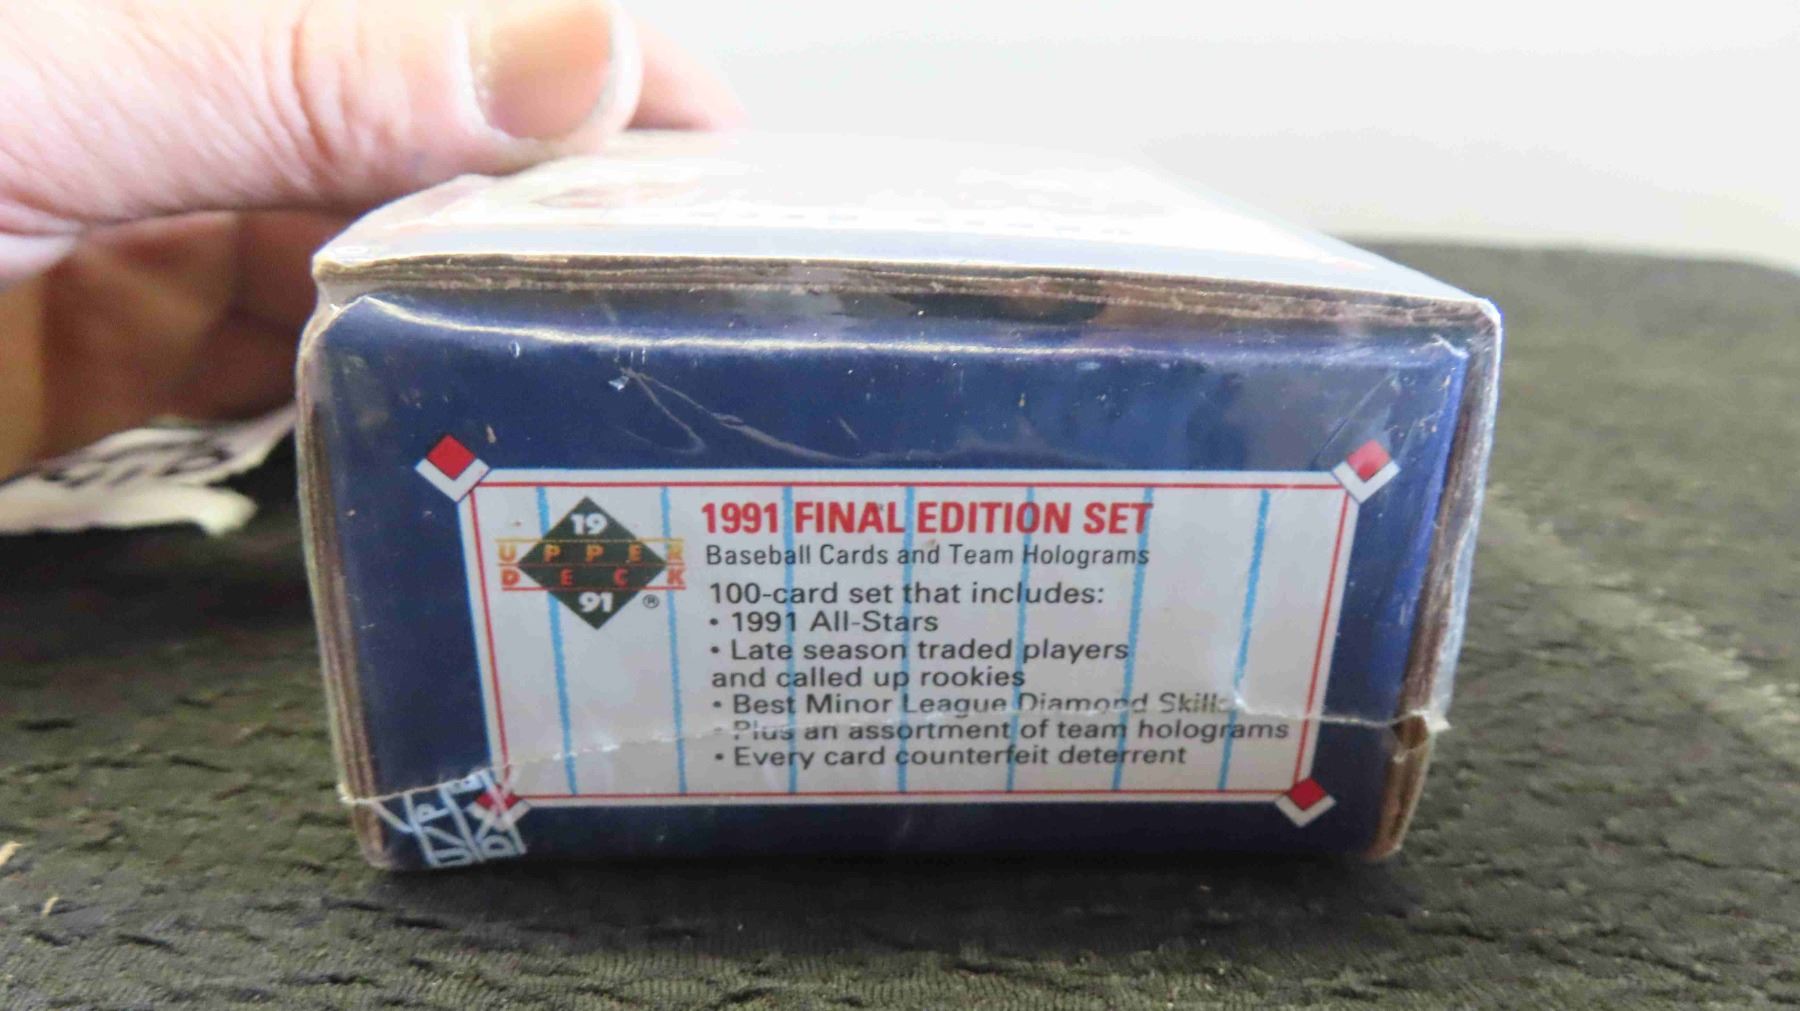 19
UPPER
DECK
91 ®
1991 FINAL EDITION SET
Baseball Cards and Team Holograms
100-card set that includes:
• 1991 All-Stars
• Late season traded players
and called up rookies
• Best Minor League Diamond Skills
• Plus an assortment of team holograms
• Every card counterfeit deterrent